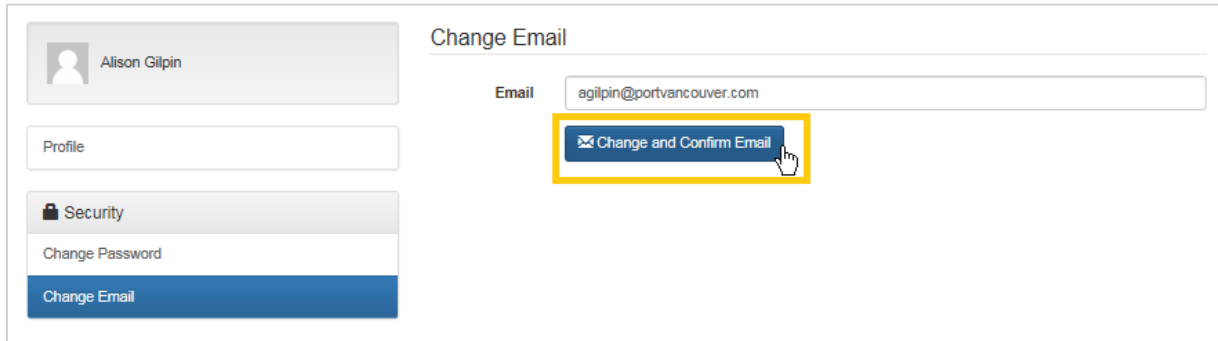 Alison Gilpin
Profile
Security
Change Password
Change Email
Change Email
Email
agilpin@portvancouver.com
Change and Confirm Email